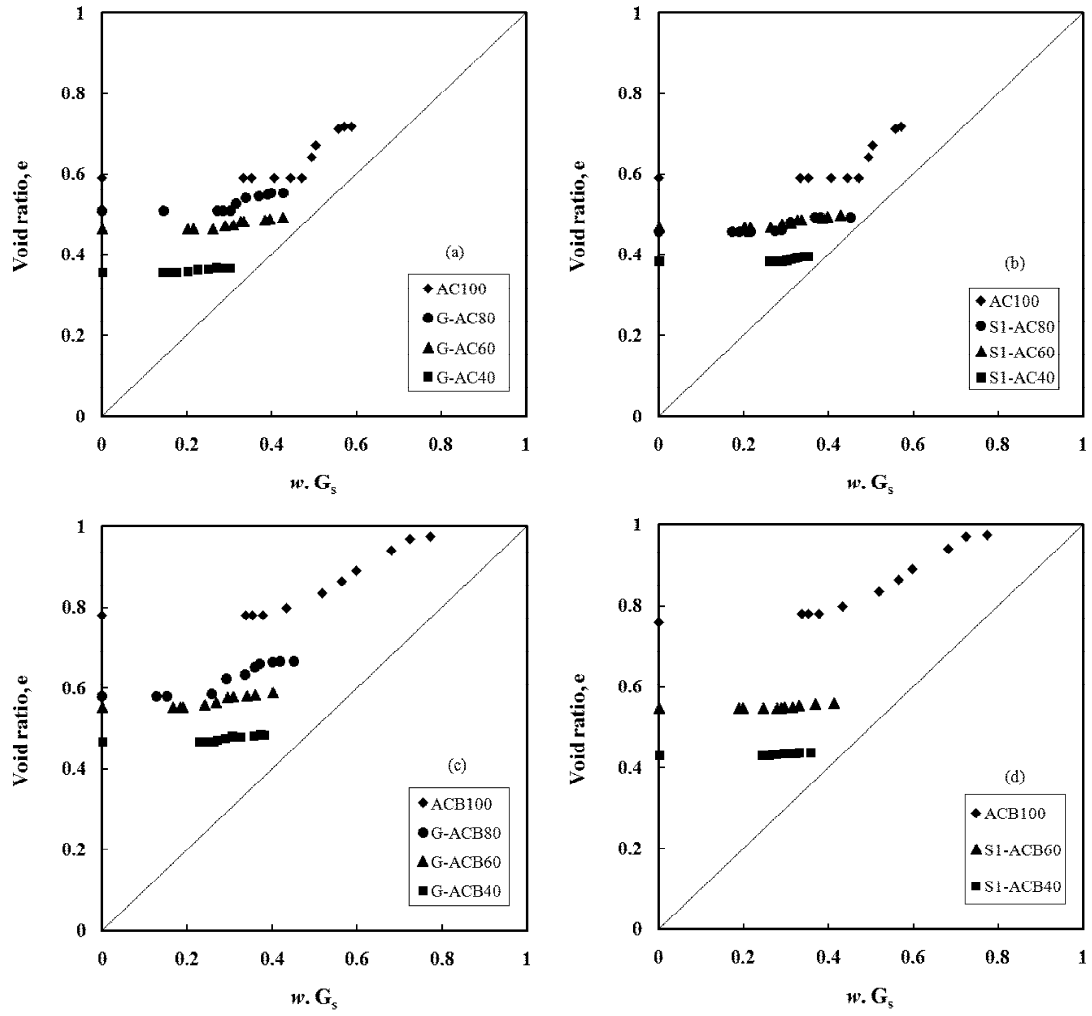 1
0.8
0.6
0.4
0.2
0
Void ratio, e
(a)
AC100
G-AC80
G-AC60
G-AC40
0 0.2 0.4 0.6 0.8 1
w. Gs
1
0.8
0.6
0.4
0.2
0
Void ratio, e
(b)
AC100
S1-AC80
S1-AC60
S1-AC40
0 0.2 0.4 0.6 0.8 1
w. Gs
1
0.8
0.6
0.4
0.2
0
Void ratio, e
(c)
ACB100
G-ACB80
G-ACB60
G-ACB40
0 0.2 0.4 0.6 0.8 1
w. Gs
1
0.8
0.6
0.4
0.2
0
Void ratio, e
(d)
ACB100
S1-ACB60
S1-ACB40
0 0.2 0.4 0.6 0.8 1
w. Gs